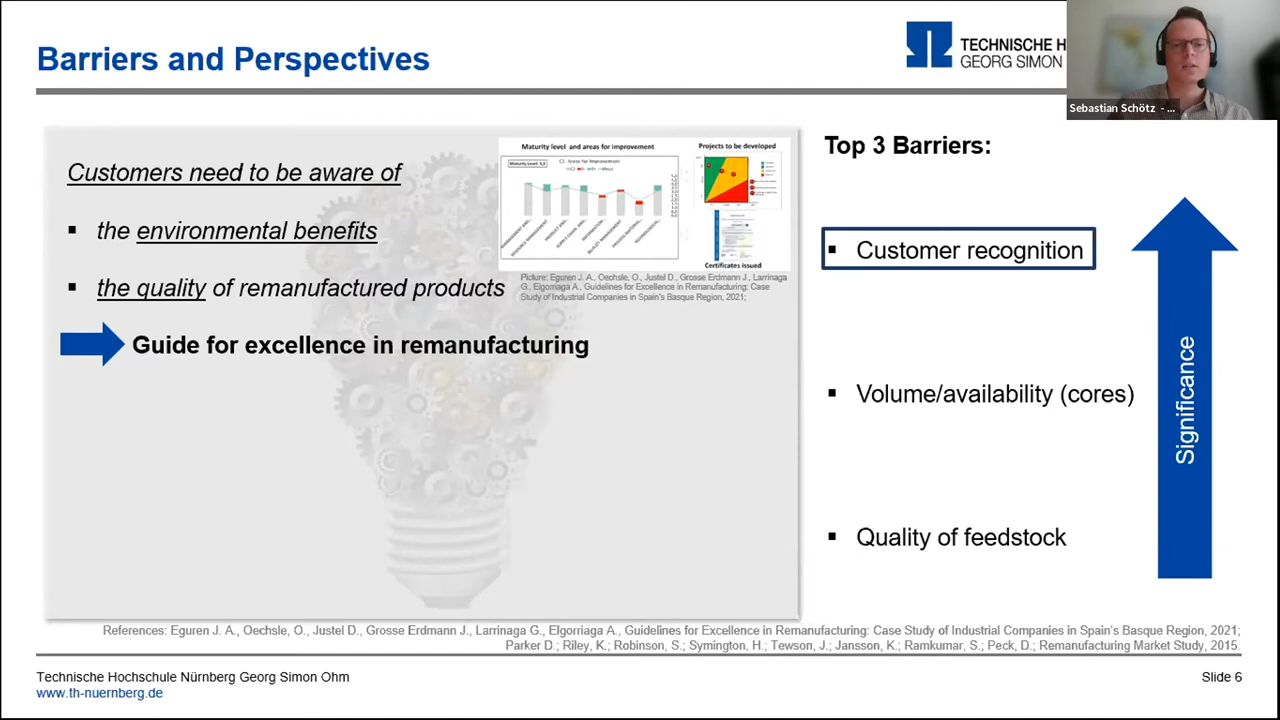 Barriers and Perspectives
TECHNISCHE H
GEORG SIMON
Sebastian Schötz - ...
Customers need to be aware of
▪ the environmental benefits
▪ the quality of remanufactured products
Guide for excellence in remanufacturing
Maturity level and areas for improvement
Projects to be developed
C2 Areas for Improvement
Certificates issued
Picture: Eguren J. A., Oechsle, O., Justel D., Grosse Erdmann J., Larrinaga
G., Elgorriaga A., Guidelines for Excellence in Remanufacturing: Case
Study of Industrial Companies in Spain's Basque Region, 2021;
Top 3 Barriers:
▪ Customer recognition
▪ Volume/availability (cores)
▪ Quality of feedstock
Significance
References: Eguren J. A., Oechsle, O., Justel D., Grosse Erdmann J., Larrinaga G., Elgorriaga A., Guidelines for Excellence in Remanufacturing: Case Study of Industrial Companies in Spain's Basque Region, 2021;
Parker D.; Riley, K.; Robinson, S.; Symington, H.; Tewson, J.; Jansson, K.; Ramkumar, S.; Peck, D.; Remanufacturing Market Study, 2015.
Technische Hochschule Nürnberg Georg Simon Ohm
www.th-nuernberg.de
Slide 6